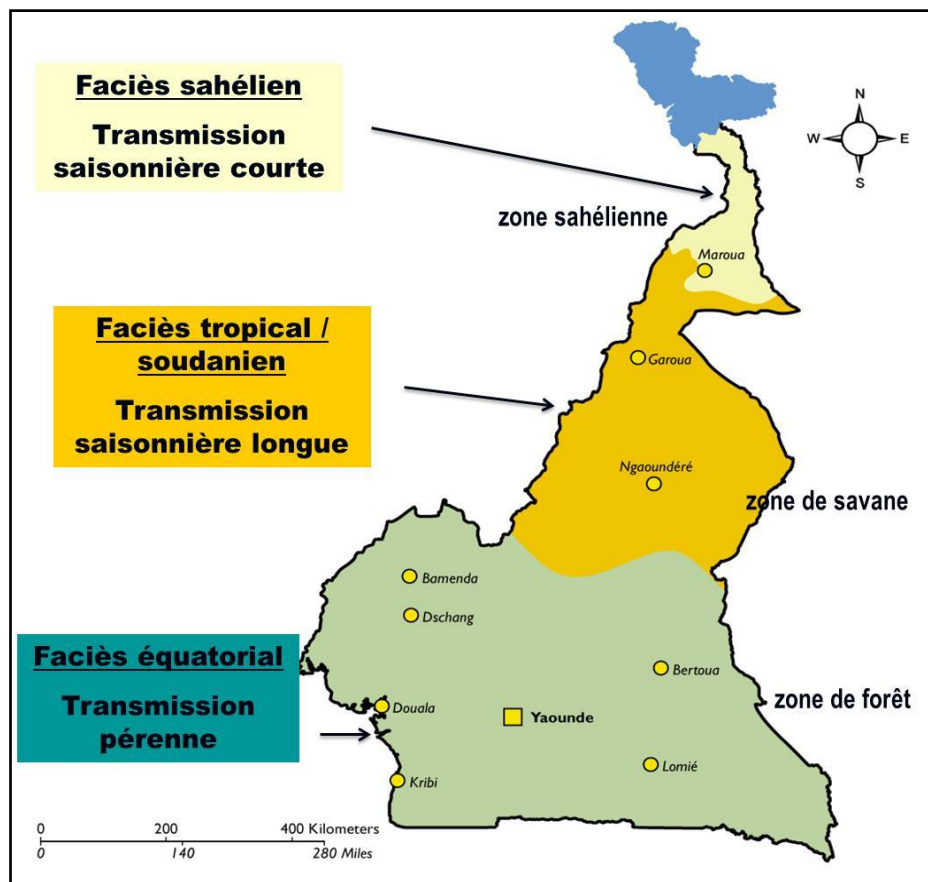 Faciès sahélien
Transmission
saisonnière courte
N
W
E
S
zone sahélienne
Maroua
Faciès tropical /
soudanien
Transmission
saisonnière longue
Garoua
Ngaoundéré
zone de savane
Bamenda
Dschang
Faciès équatorial
Transmission
pérenne
Bertoua
zone de forêt
Douala
Yaounde
Lomié
Kribi
0 200 400 Kilometers
0 140 280 Miles